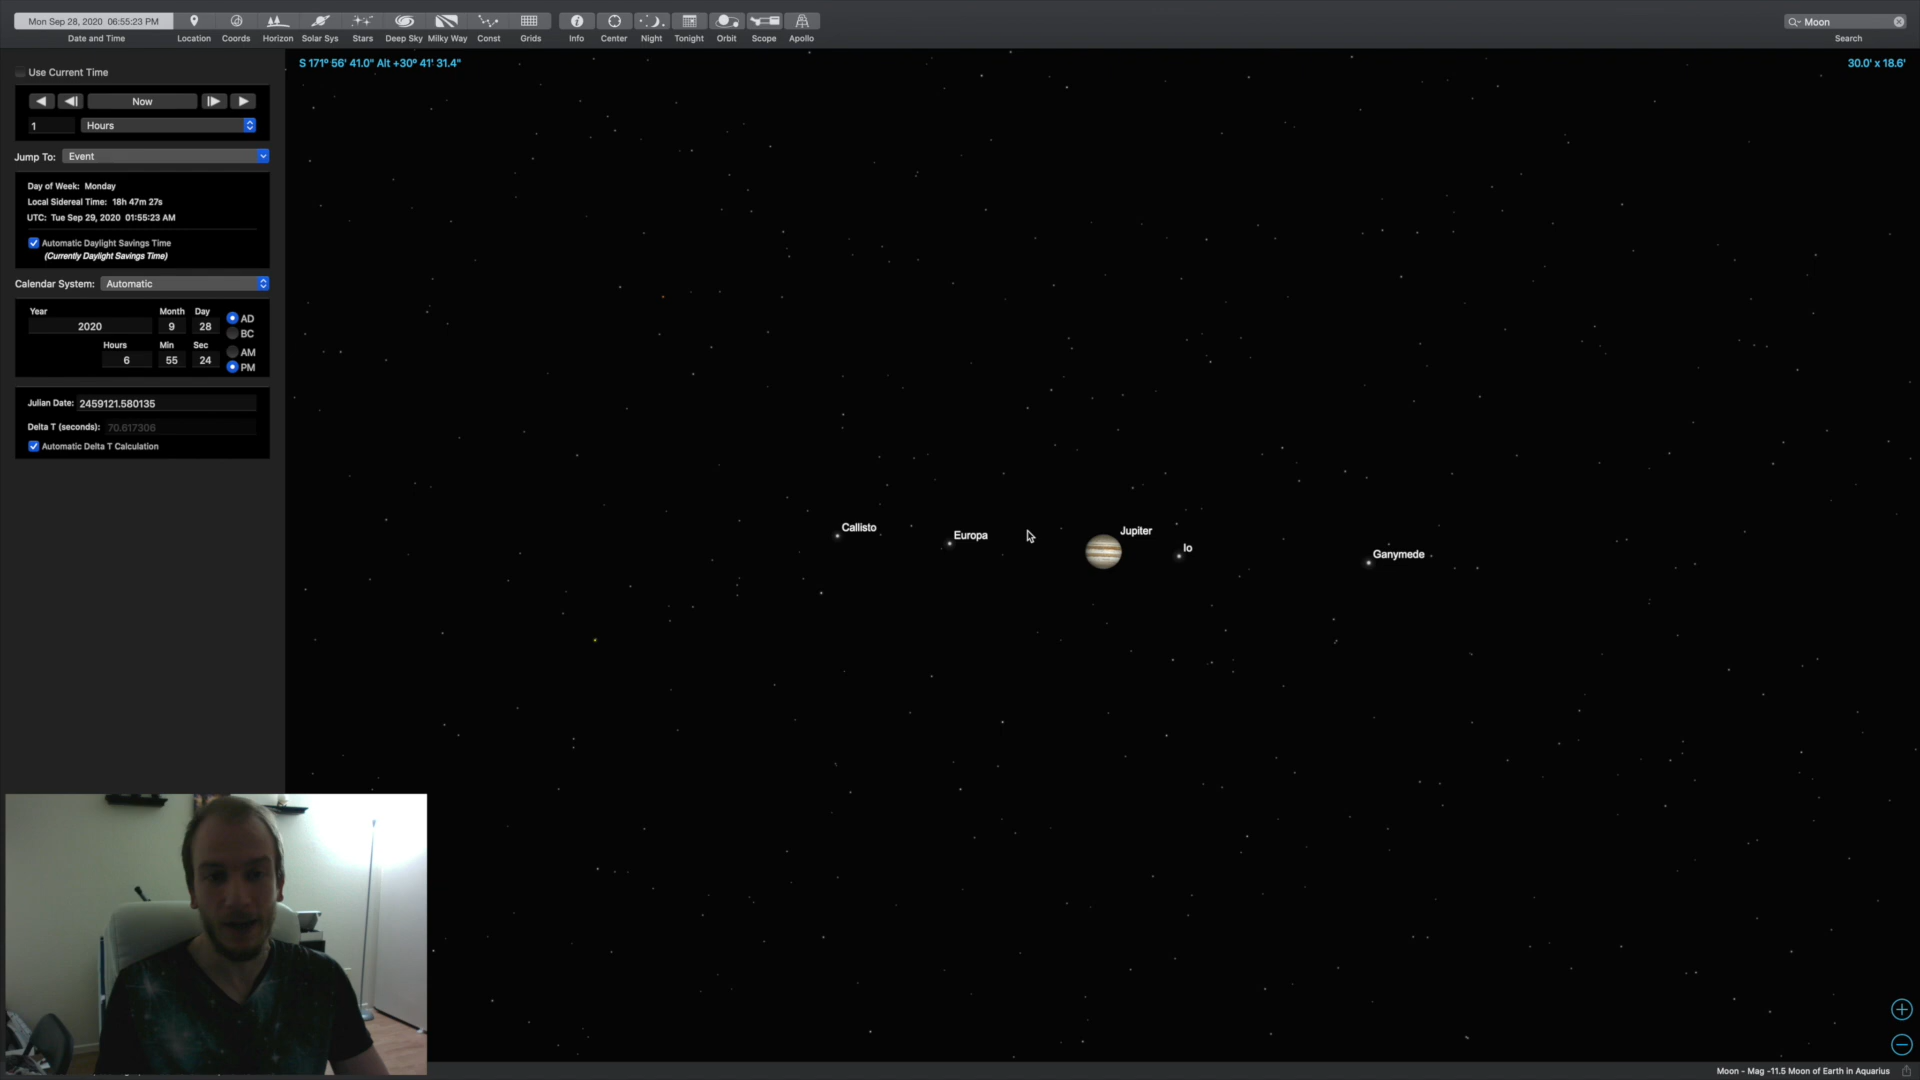 Mon Sep 28, 2020 06:55:23 PM
Date and Time
Location
Coords
Horizon
Solar Sys
Stars
Deep Sky
Milky Way
Const
Grids
Info
Center
Night
Tonight
Orbit
Scope
Apollo
Moon
Search
Use Current Time
Now
1
Hours
Jump To: Event
Day of Week: Monday
Local Sidereal Time: 18h 47m 27s
UTC: Tue Sep 29, 2020 01:55:23 AM
Automatic Daylight Savings Time
(Currently Daylight Savings Time)
Calendar System: Automatic
Year Month Day
2020 9 28
AD
BC
Hours Min Sec
6 55 24
AM
PM
Julian Date: 2459121.580135
Delta T (seconds): 70.617306
Automatic Delta T Calculation
S 171º 56' 41.0" Alt +30º 41' 31.4"
30.0' x 18.6'
Callisto
Europa
Jupiter
Io
Ganymede
Moon - Mag -11.5 Moon of Earth in Aquarius